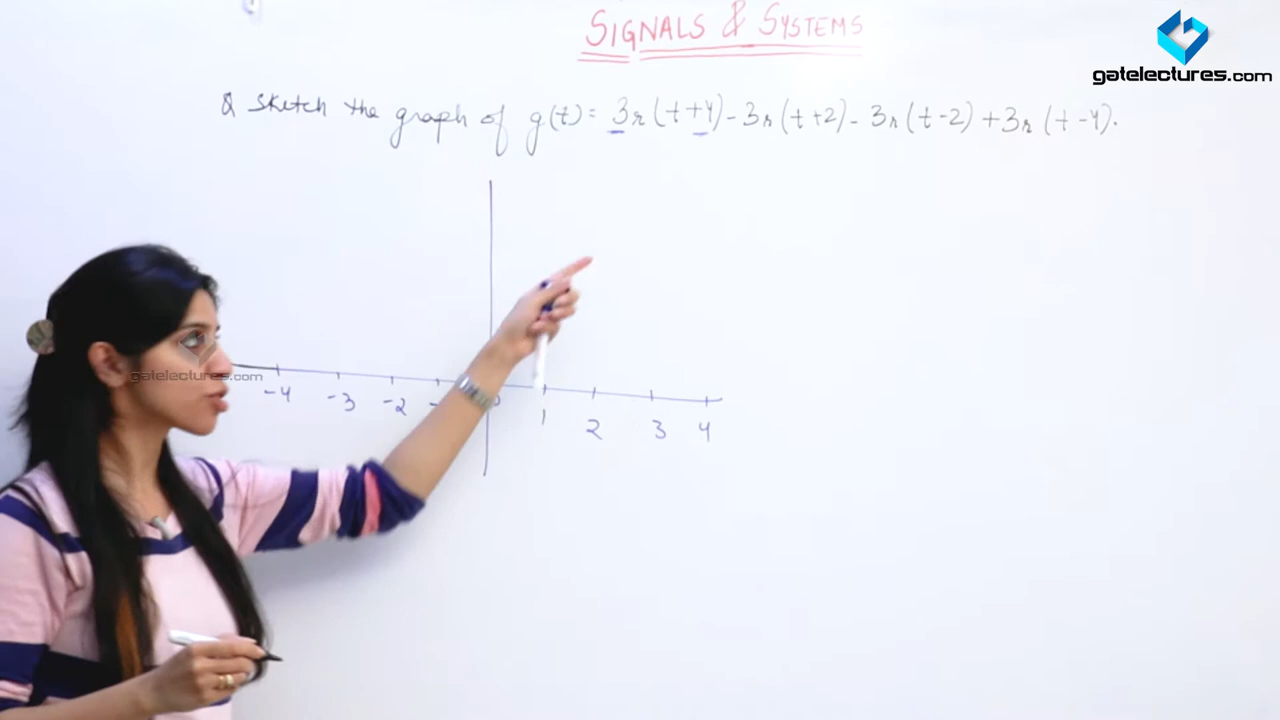 SIGNALS & SYSTEMS
gatelectures.com
Q Sketch the graph of g(t) = 3r(t+4) - 3r(t+2) - 3r(t-2) + 3r(t-4).
gatelectures.com
-4 -3 -2 - 0 1 2 3 4